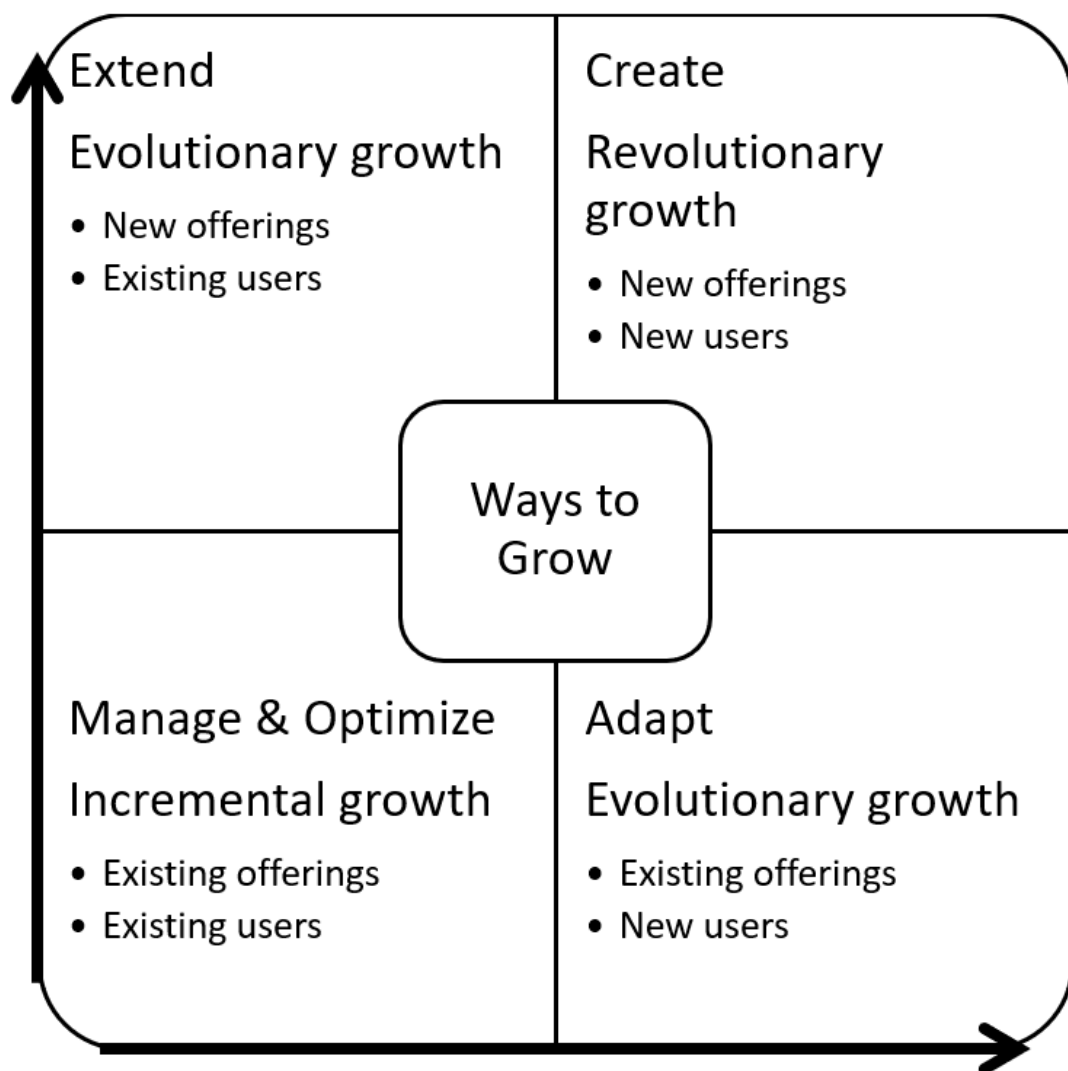 Extend
Evolutionary growth
• New offerings
• Existing users
Create
Revolutionary
growth
• New offerings
• New users
Ways to
Grow
Manage & Optimize
Incremental growth
• Existing offerings
• Existing users
Adapt
Evolutionary growth
• Existing offerings
• New users